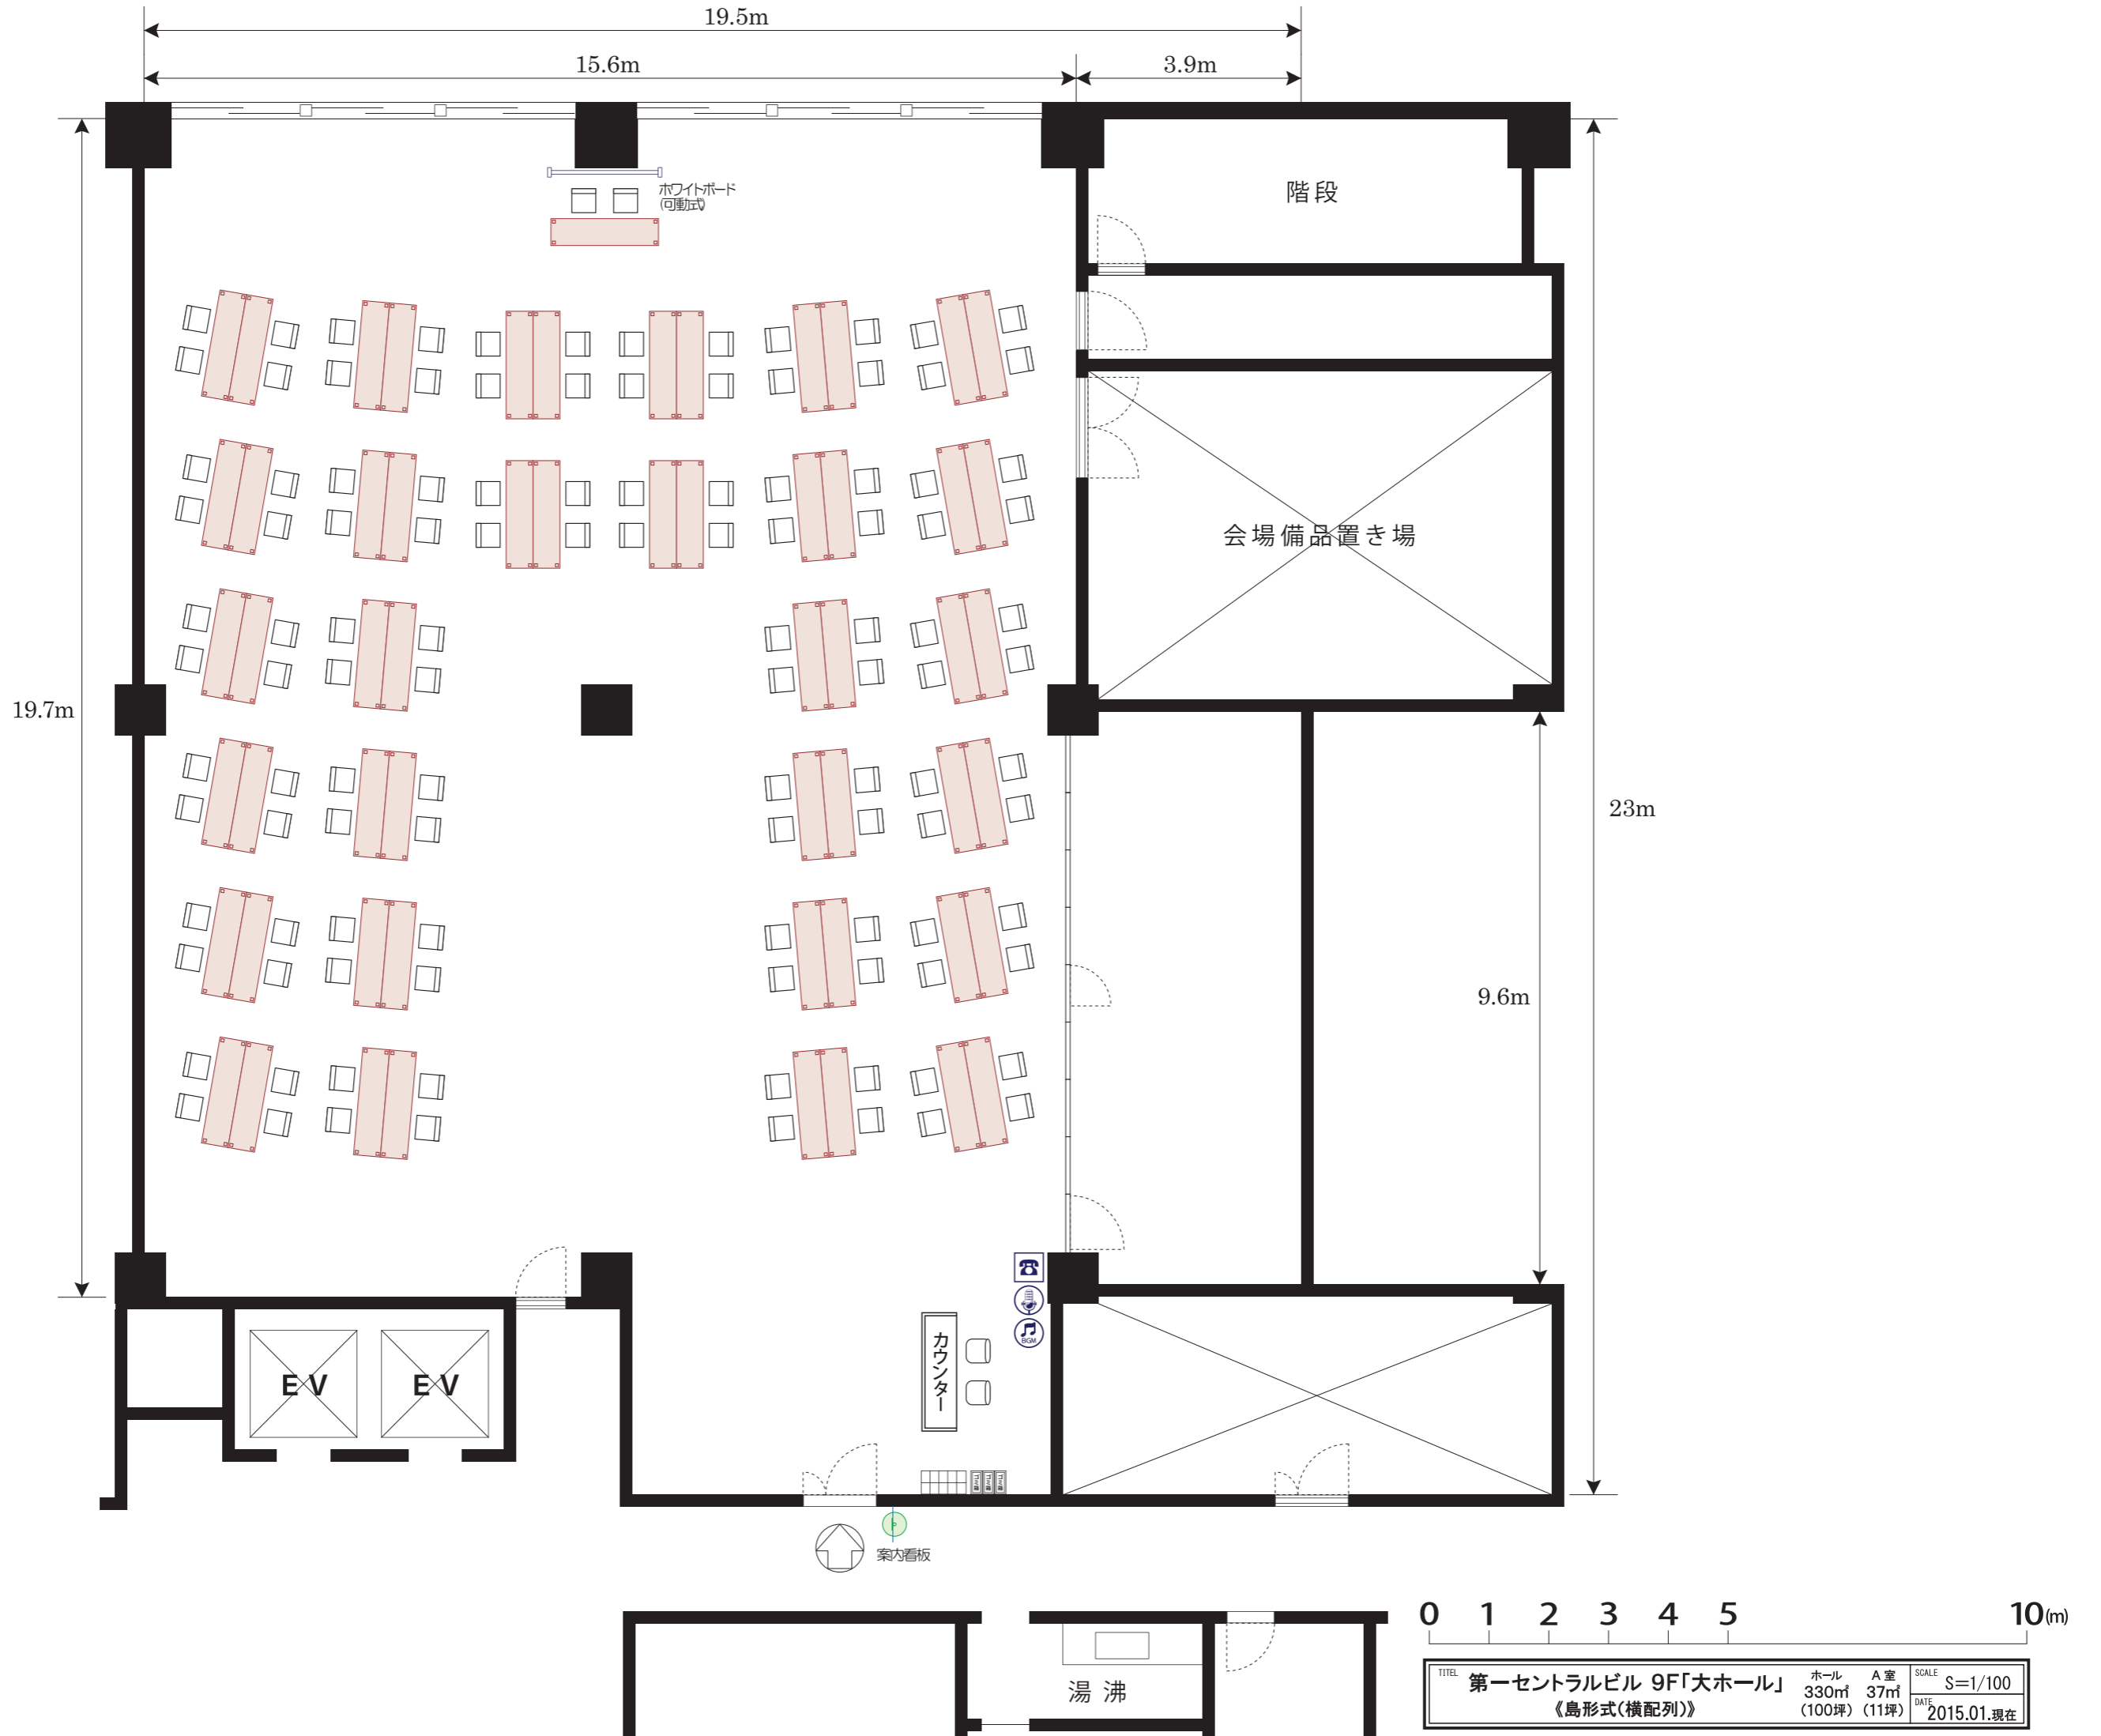 19.5m
15.6m
3.9m
ホワイトボード
(可動式)
階段
会場備品置き場
19.7m
23m
9.6m
BGM
カウンター
EV
EV
案内看板
湯沸
0 1 2 3 4 5 10(m)
TITEL
第一セントラルビル 9F「大ホール」
《島形式(横配列)》
ホール
330㎡
(100坪)
A室
37㎡
(11坪)
SCALE
S=1/100
DATE
2015.01.現在